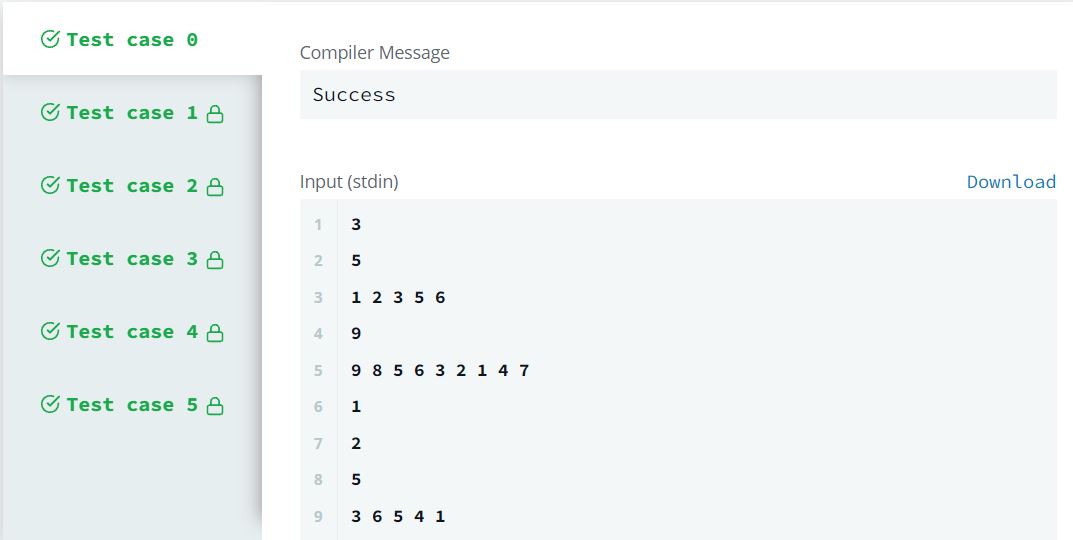 Test case 0
Test case 1
Test case 2
Test case 3
Test case 4
Test case 5
Compiler Message
Success
Input (stdin) Download
1 3
2 5
3 1 2 3 5 6
4 9
5 9 8 5 6 3 2 1 4 7
6 1
7 2
8 5
9 3 6 5 4 1